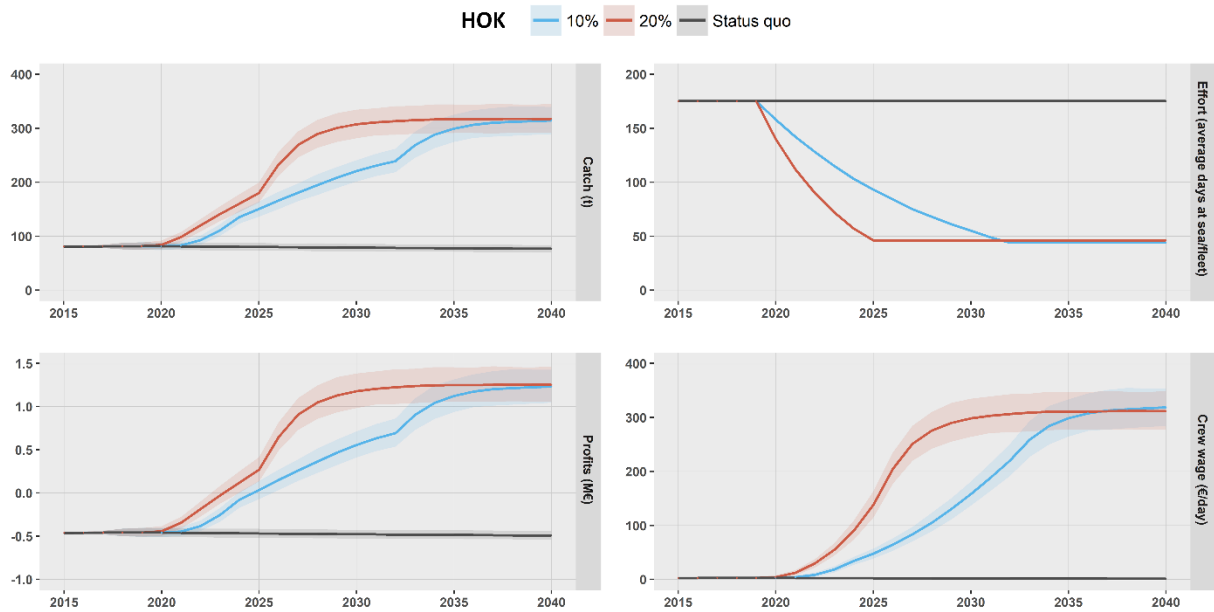 HOK 10% 20% Status quo
400
300
200
100
0
2015 2020 2025 2030 2035 2040
Catch (t)
200
150
100
50
0
2015 2020 2025 2030 2035 2040
Effort (average days at sea/fleet)
1.5
1.0
0.5
0.0
-0.5
-1.0
2015 2020 2025 2030 2035 2040
Profits (M€)
400
300
200
100
0
2015 2020 2025 2030 2035 2040
Crew wage (€/day)